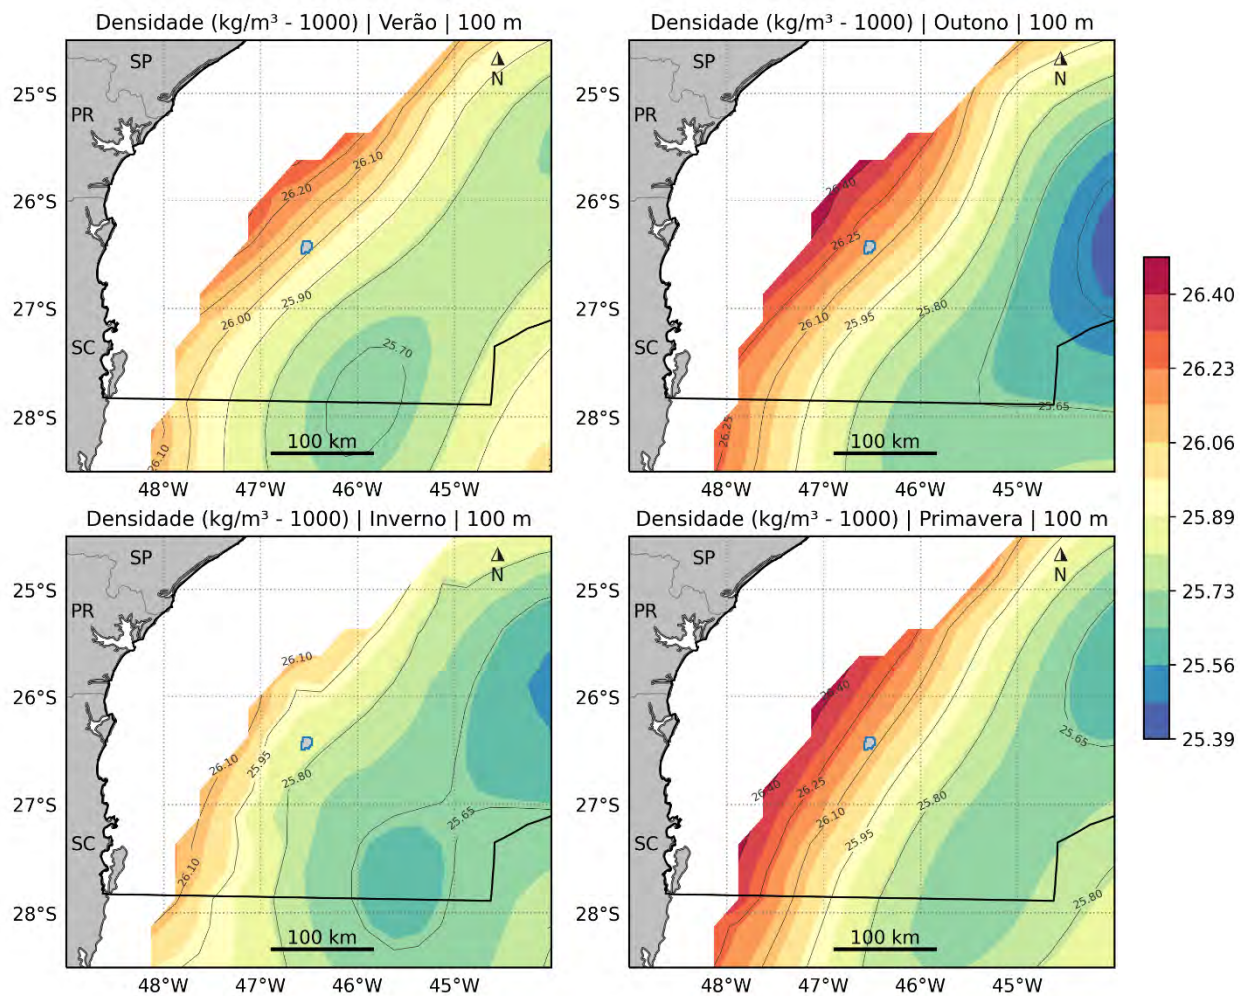 Densidade (kg/m³ - 1000) | Verão | 100 m
SP
N
25°S
PR
26.10
26.20
26°S
25.90
27°S
26.00
SC
25.70
28°S
100 km
26.10
48°W 47°W 46°W 45°W
Densidade (kg/m³ - 1000) | Outono | 100 m
SP
N
25°S
PR
26.40
26°S
26.25
25.80
27°S
26.10
25.95
SC
25.65
28°S
26.25
100 km
48°W 47°W 46°W 45°W
Densidade (kg/m³ - 1000) | Inverno | 100 m
SP
N
25°S
PR
26.10
26°S
26.10
25.95
25.80
27°S
25.65
SC
26.10
28°S
100 km
48°W 47°W 46°W 45°W
Densidade (kg/m³ - 1000) | Primavera | 100 m
SP
N
25°S
PR
26.40
26°S
25.65
26.40
26.25
25.80
27°S
26.10
25.95
SC
25.80
28°S
100 km
48°W 47°W 46°W 45°W
26.40
26.23
26.06
25.89
25.73
25.56
25.39